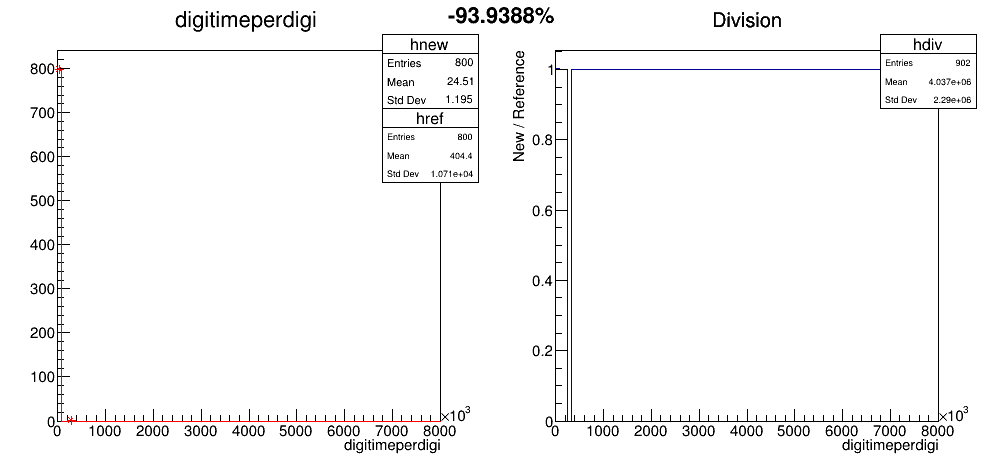 -93.9388%
digitimeperdigi
hnew
Entries 800
Mean 24.51
Std Dev 1.195
href
Entries 800
Mean 404.4
Std Dev 1.071e+04
800
700
600
500
400
300
200
100
0
0 1000 2000 3000 4000 5000 6000 7000 8000
×10³
digitimeperdigi
Division
hdiv
Entries 902
Mean 4.037e+06
Std Dev 2.29e+06
New / Reference
1
0.8
0.6
0.4
0.2
0
0 1000 2000 3000 4000 5000 6000 7000 8000
×10³
digitimeperdigi